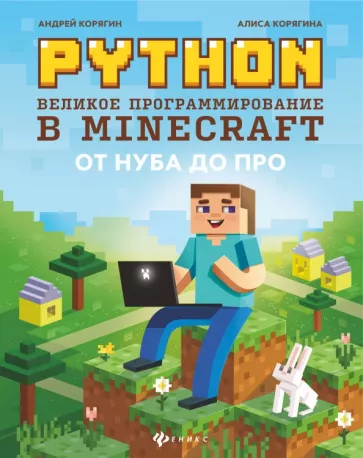 АНДРЕЙ КОРЯГИН АЛИСА КОРЯГИНА
PYTHON
ВЕЛИКОЕ ПРОГРАММИРОВАНИЕ
В MINECRAFT
ОТ НУБА ДО ПРО
ФЕНИКС